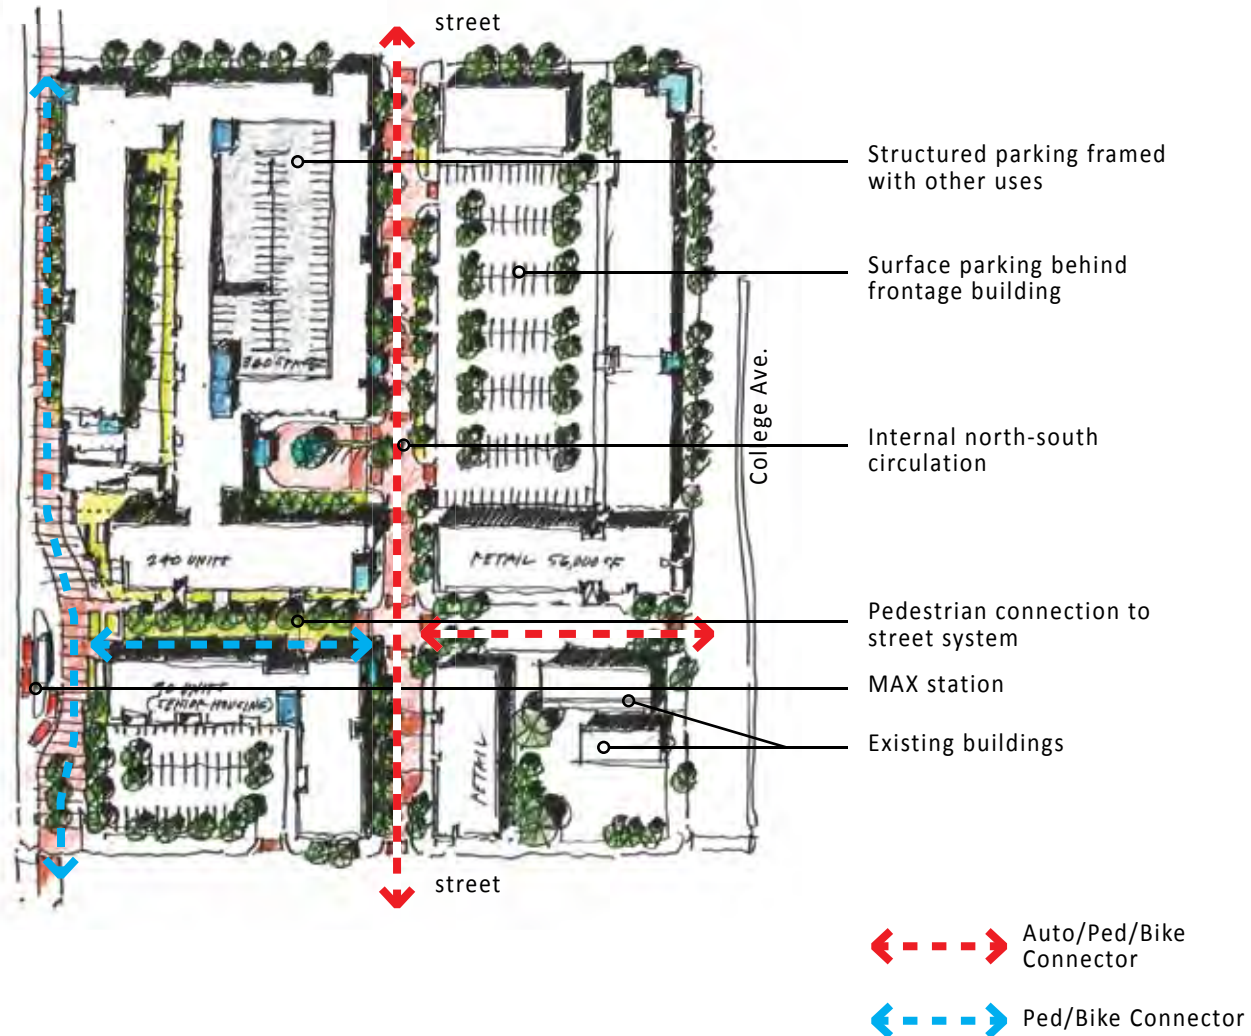 street
Structured parking framed
with other uses
Surface parking behind
frontage building
College Ave.
Internal north-south
circulation
240 UNITS
RETAIL 56,000 SF
Pedestrian connection to
street system
MAX station
(SENIOR HOUSING)
Existing buildings
RETAIL
street
Auto/Ped/Bike
Connector
Ped/Bike Connector